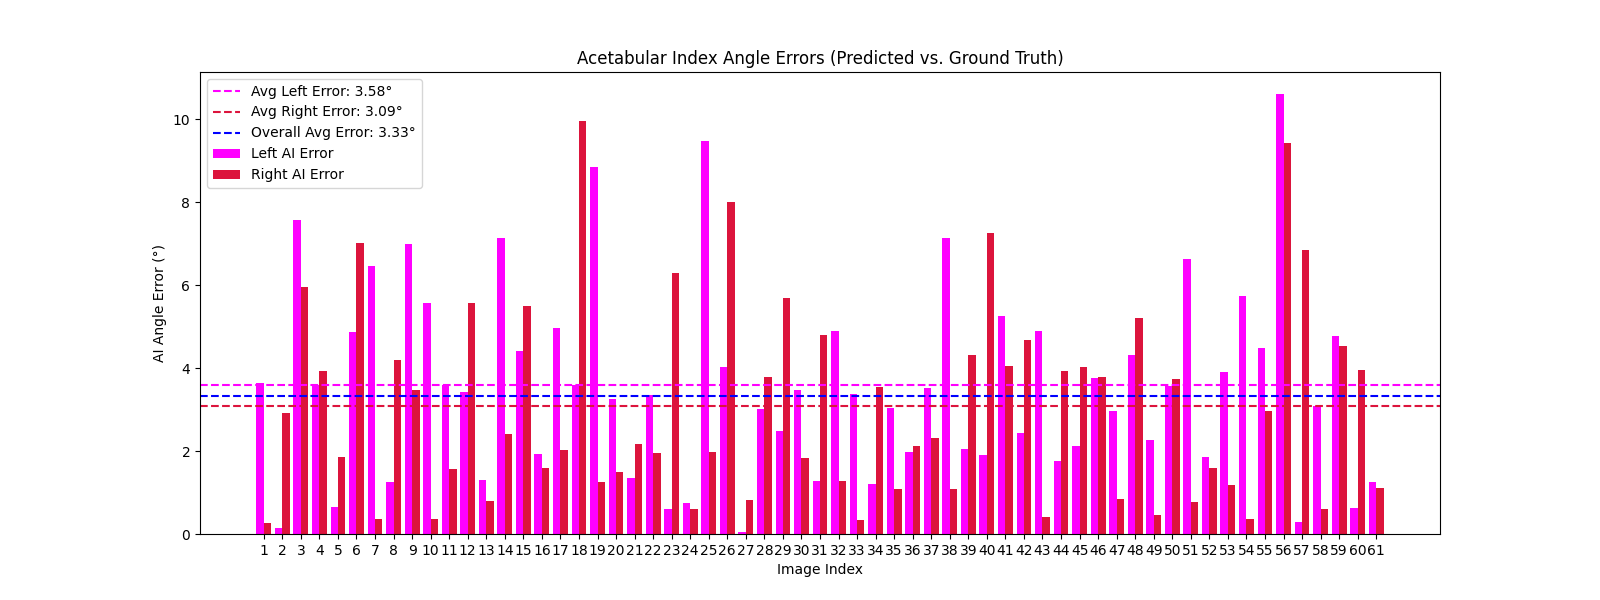 Acetabular Index Angle Errors (Predicted vs. Ground Truth)
Avg Left Error: 3.58°
Avg Right Error: 3.09°
Overall Avg Error: 3.33°
Left AI Error
Right AI Error
AI Angle Error (°)
10
8
6
4
2
0
1 2 3 4 5 6 7 8 9 10 11 12 13 14 15 16 17 18 19 20 21 22 23 24 25 26 27 28 29 30 31 32 33 34 35 36 37 38 39 40 41 42 43 44 45 46 47 48 49 50 51 52 53 54 55 56 57 58 59 60 61
Image Index